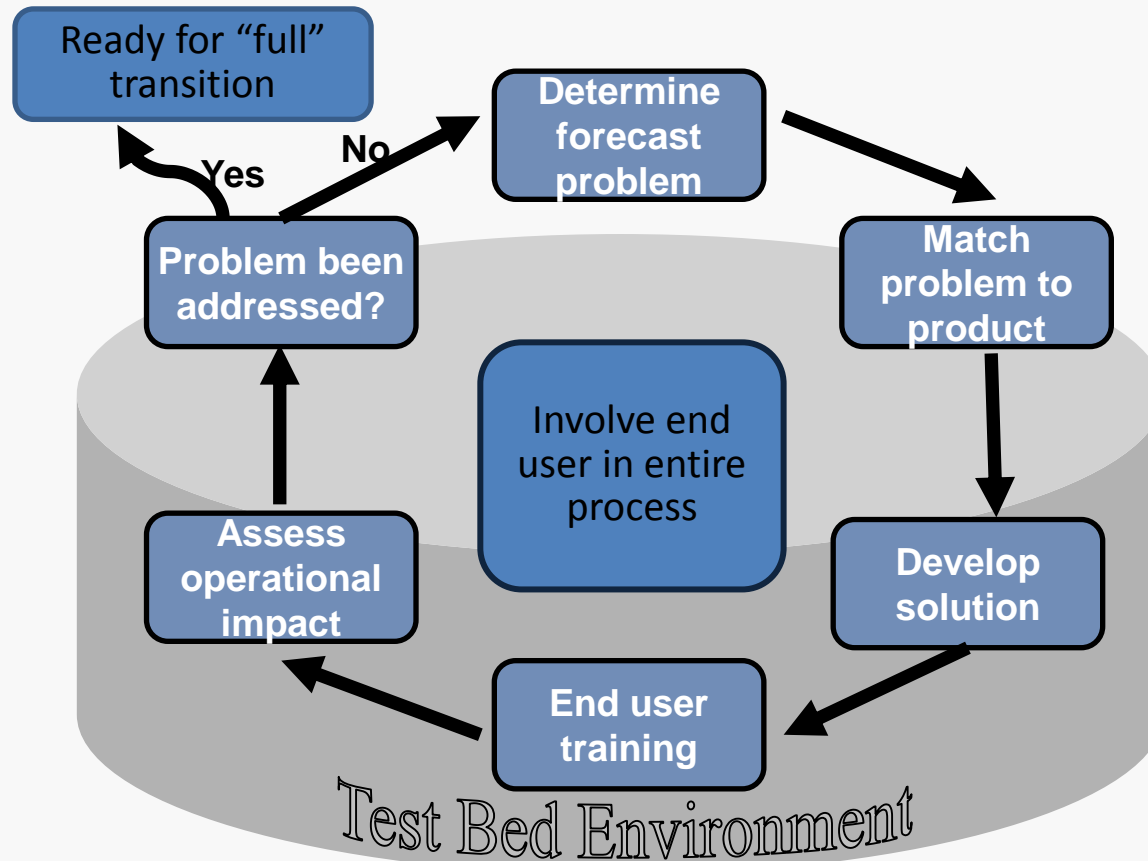 Ready for “full”
transition
Yes
No
Determine
forecast
problem
Match
problem to
product
Develop
solution
End user
training
Assess
operational
impact
Problem been
addressed?
Involve end
user in entire
process
Test Bed Environment